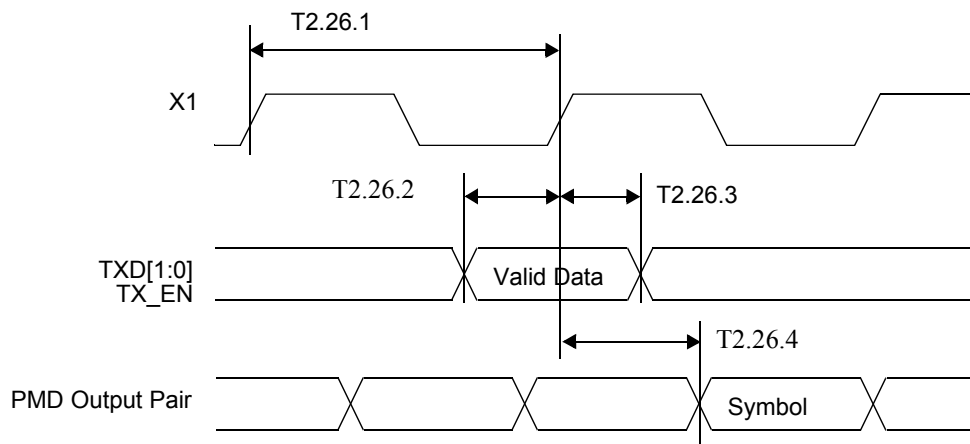 T2.26.1
X1
T2.26.2
T2.26.3
TXD[1:0]
TX_EN
Valid Data
T2.26.4
PMD Output Pair
Symbol